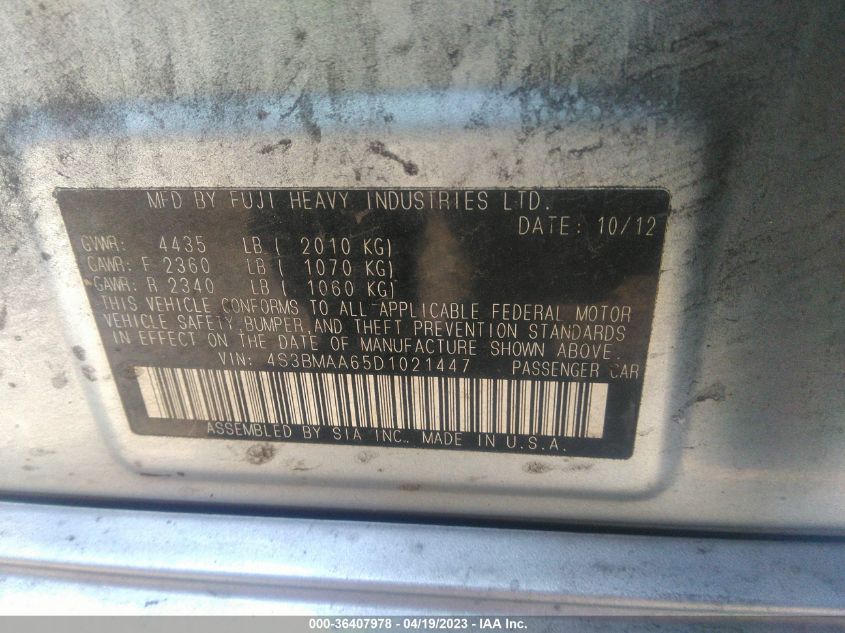 MFD BY FUJI HEAVY INDUSTRIES LTD.
DATE: 10/12
GVWR: 4435 LB ( 2010 KG)
GAWR: F 2360 LB ( 1070 KG)
GAWR: R 2340 LB ( 1060 KG)
THIS VEHICLE CONFORMS TO ALL APPLICABLE FEDERAL MOTOR
VEHICLE SAFETY, BUMPER, AND THEFT PREVENTION STANDARDS
IN EFFECT ON THE DATE OF MANUFACTURE SHOWN ABOVE.
VIN: 4S3BMAA65D1021447 PASSENGER CAR
ASSEMBLED BY SIA INC., MADE IN U.S.A.
000-36407978 - 04/19/2023 - IAA Inc.